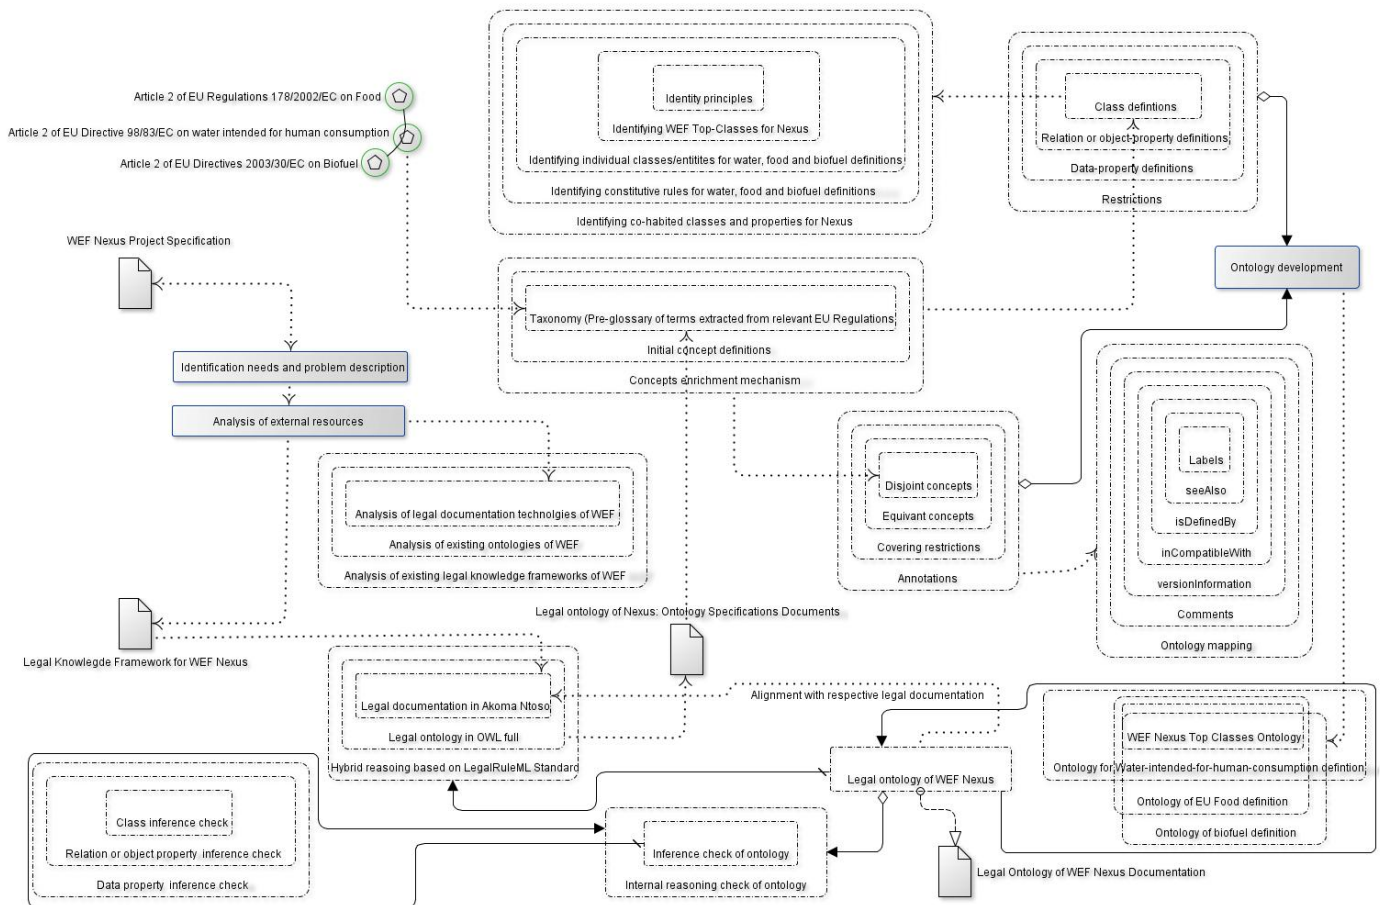 Identity principles
Identifying WEF Top-Classes for Nexus
Identifying individual classes/entitites for water, food and biofuel definitions
Identifying constitutive rules for water, food and biofuel definitions
Identifying co-habited classes and properties for Nexus
Class defintions
Relation or object-property definitions
Data-property definitions
Restrictions
Article 2 of EU Regulations 178/2002/EC on Food
Article 2 of EU Directive 98/83/EC on water intended for human consumption
Article 2 of EU Directives 2003/30/EC on Biofuel
WEF Nexus Project Specification
Ontology development
Taxonomy (Pre-glossary of terms extracted from relevant EU Regulations
Initial concept definitions
Concepts enrichment mechanism
Identification needs and problem description
Analysis of external resources
Analysis of legal documentation technolgies of WEF
Analysis of existing ontologies of WEF
Analysis of existing legal knowledge frameworks of WEF
Disjoint concepts
Equivant concepts
Covering restrictions
Annotations
Labels
seeAlso
isDefinedBy
inCompatibleWith
versionInformation
Comments
Ontology mapping
Legal ontology of Nexus: Ontology Specifications Documents
Legal Knowlegde Framework for WEF Nexus
Legal documentation in Akoma Ntoso
Legal ontology in OWL full
Hybrid reasoing based on LegalRuleML Standard
Alignment with respective legal documentation
Legal ontology of WEF Nexus
WEF Nexus Top Classes Ontology
Ontology for Water-intended-for-human-consumption defintion
Ontology of EU Food definition
Ontology of biofuel definition
Class inference check
Relation or object property inference check
Data property inference check
Inference check of ontology
Internal reasoning check of ontology
Legal Ontology of WEF Nexus Documentation